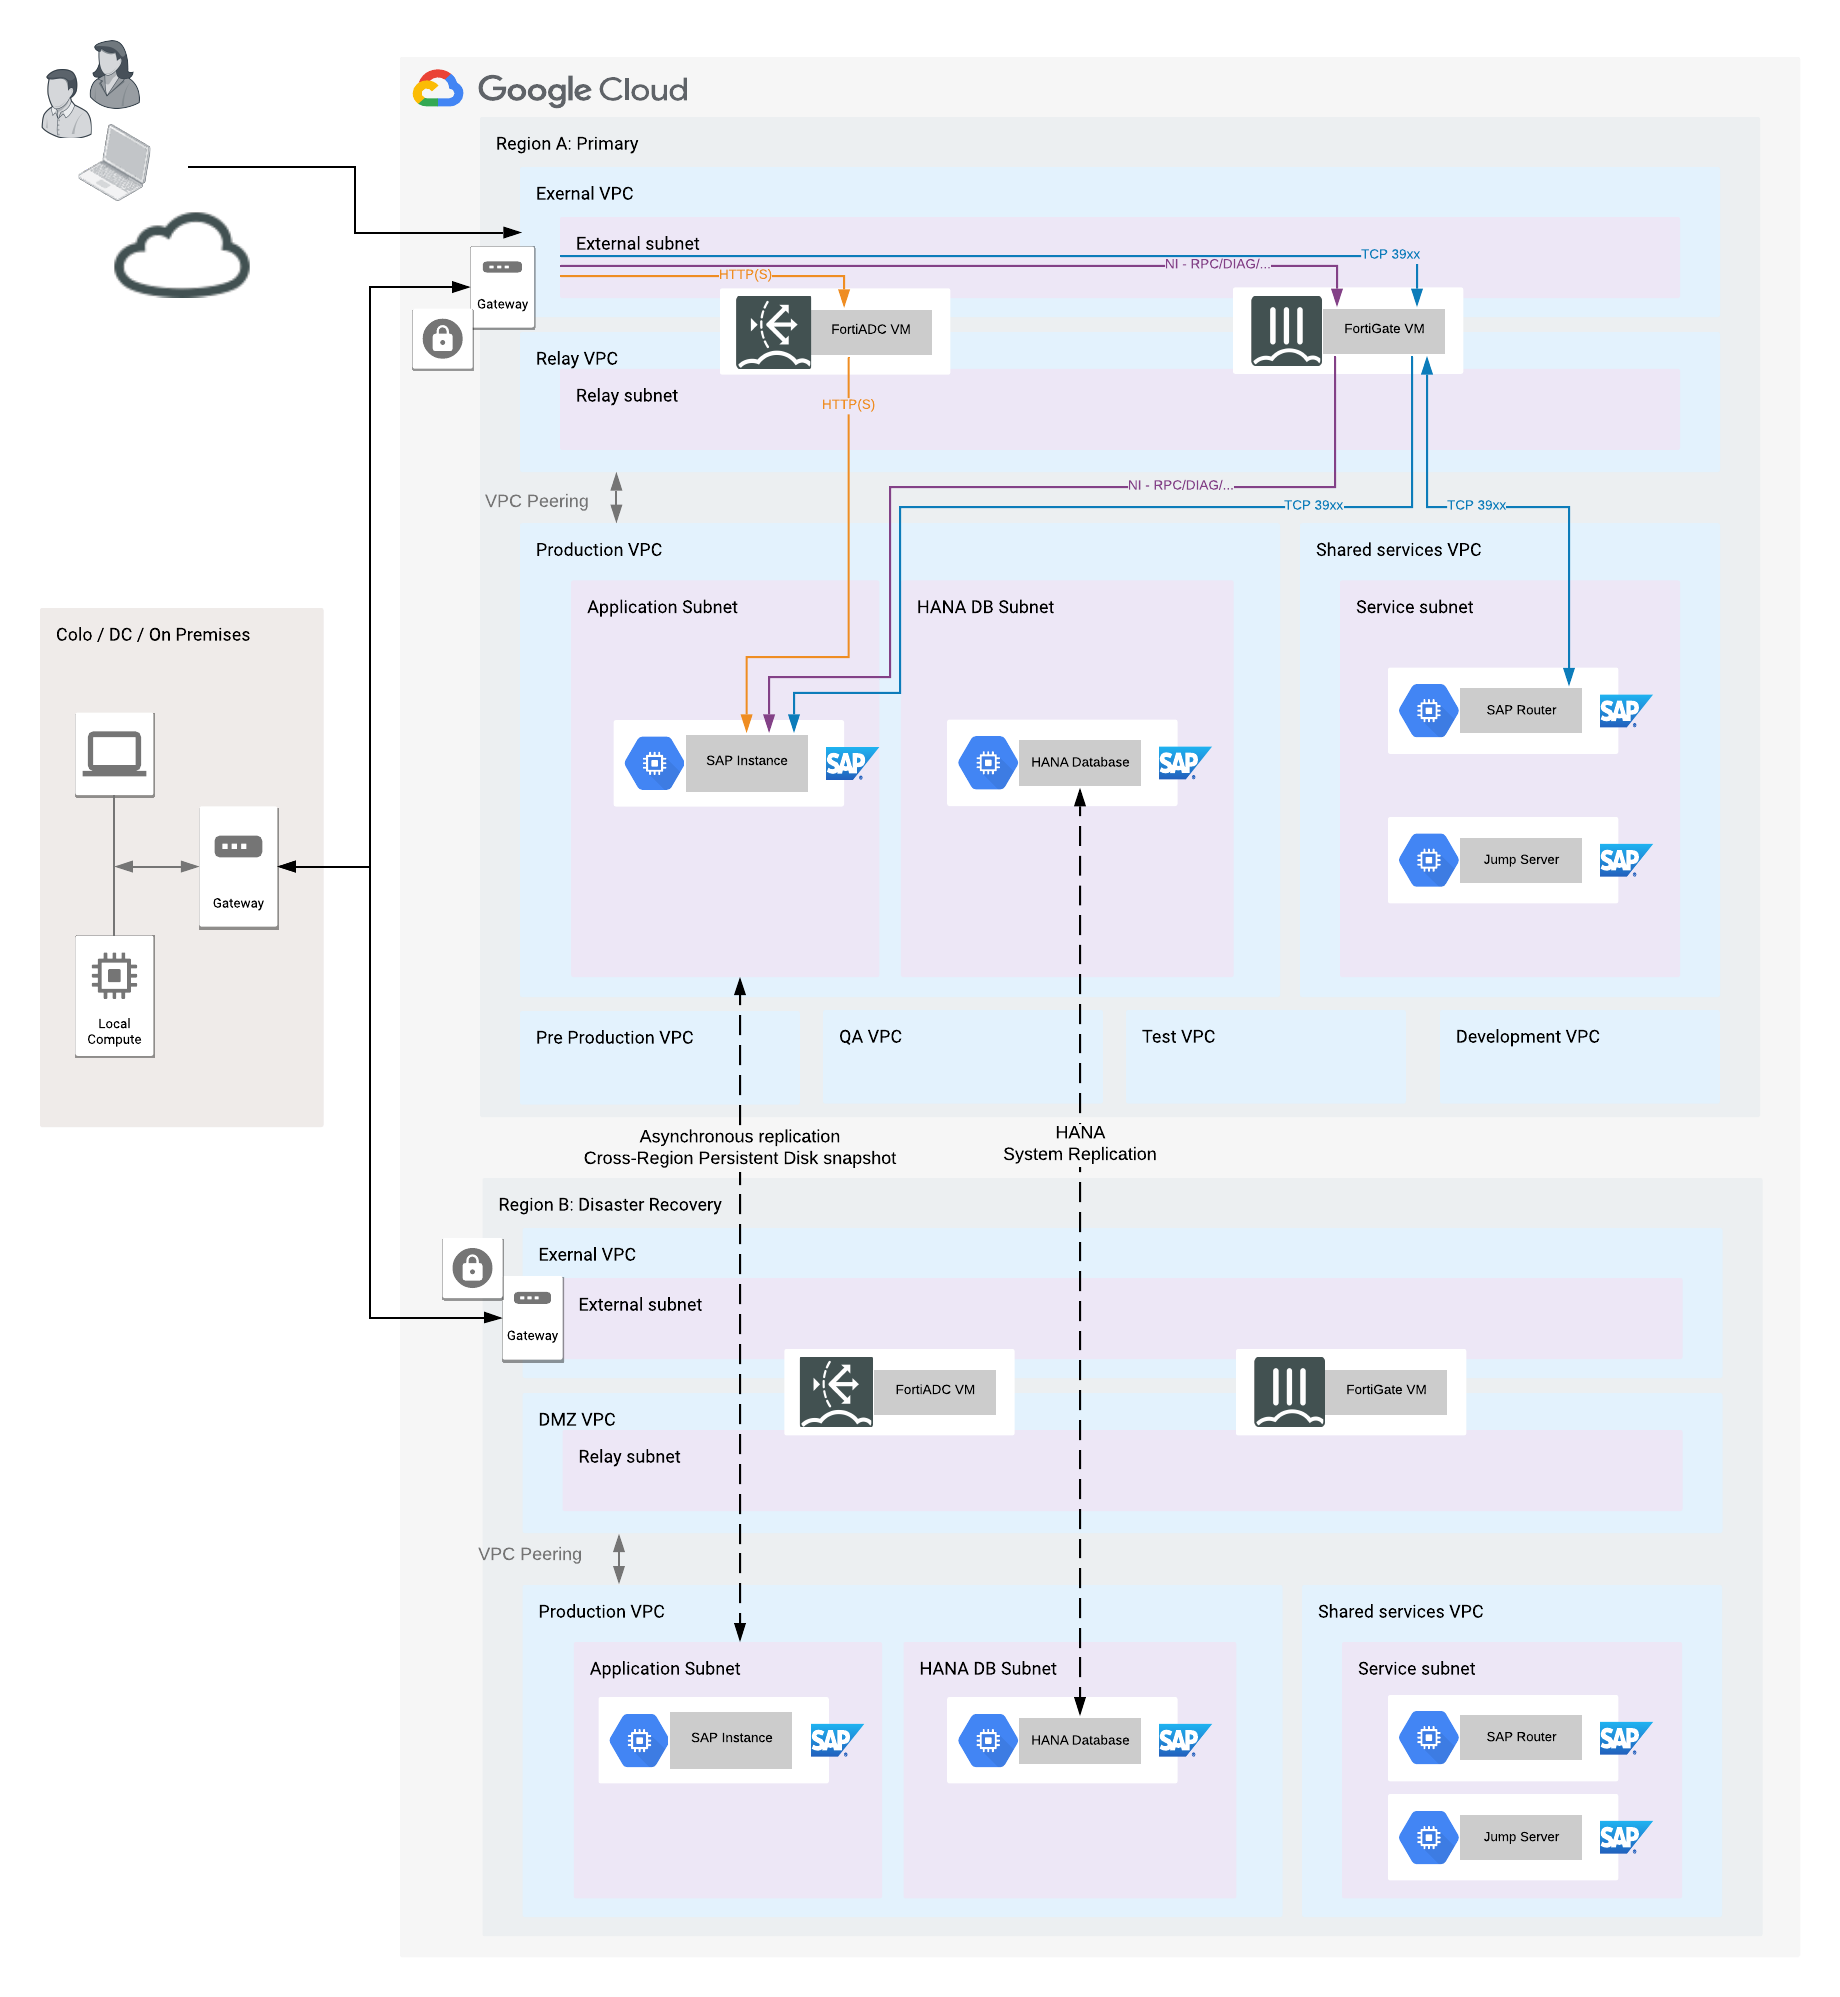 Google Cloud
Region A: Primary
Exernal VPC
External subnet
TCP 39xx
NI - RPC/DIAG/...
HTTP(S)
Gateway
FortiADC VM
FortiGate VM
Relay VPC
Relay subnet
HTTP(S)
NI - RPC/DIAG/...
VPC Peering
TCP 39xx
TCP 39xx
Production VPC
Shared services VPC
Application Subnet
HANA DB Subnet
Service subnet
Colo / DC / On Premises
SAP Router
SAP
SAP Instance
SAP
HANA Database
SAP
Jump Server
SAP
Gateway
Local
Compute
Pre Production VPC
QA VPC
Test VPC
Development VPC
Asynchronous replication
Cross-Region Persistent Disk snapshot
HANA
System Replication
Region B: Disaster Recovery
Exernal VPC
External subnet
Gateway
FortiADC VM
FortiGate VM
DMZ VPC
Relay subnet
VPC Peering
Production VPC
Shared services VPC
Application Subnet
HANA DB Subnet
Service subnet
SAP Instance
SAP
HANA Database
SAP
SAP Router
SAP
Jump Server
SAP